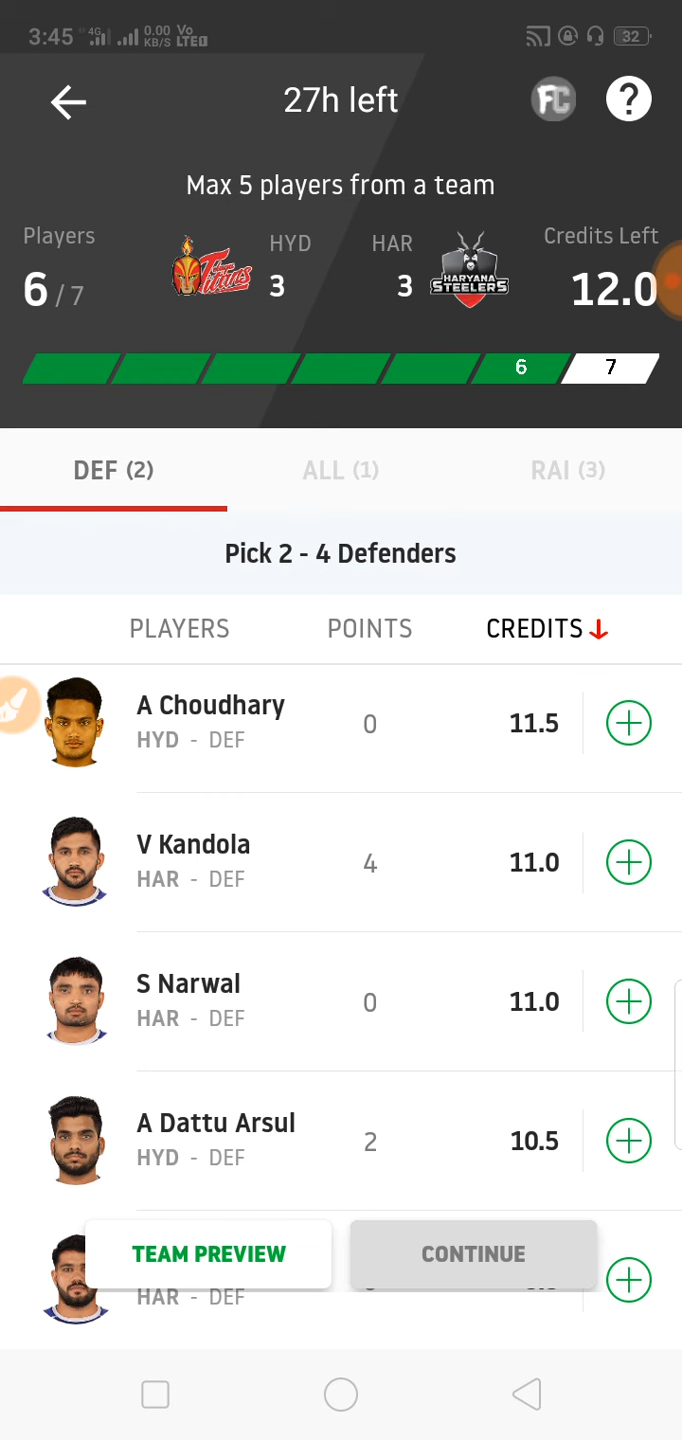 3:45 4G 0.00 KB/S Vo LTE 32
27h left FC ?
Max 5 players from a team
Players HYD HAR Credits Left
6 / 7 Titans 3 3 HARYANA STEELERS 12.0
6 7
DEF (2) ALL (1) RAI (3)
Pick 2 - 4 Defenders
PLAYERS POINTS CREDITS
A Choudhary 0 11.5
HYD - DEF
V Kandola 4 11.0
HAR - DEF
S Narwal 0 11.0
HAR - DEF
A Dattu Arsul 2 10.5
HYD - DEF
TEAM PREVIEW CONTINUE
HAR - DEF